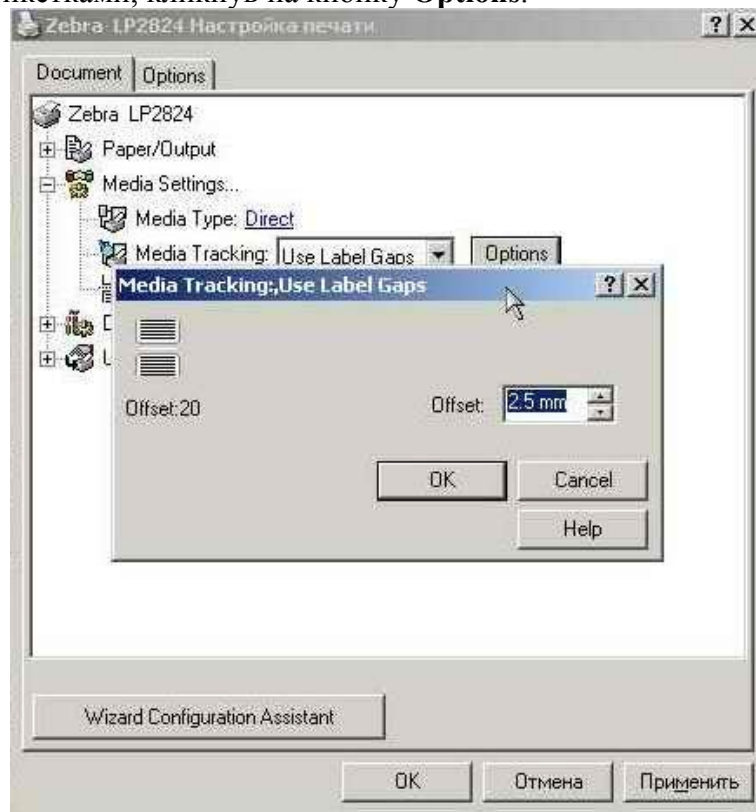 кнопку Options.
Zebra LP2824 Настройка печати
Document Options
Zebra LP2824
Paper/Output
Media Settings...
Media Type: Direct
Media Tracking: Use Label Gaps Options
Media Tracking:,Use Label Gaps
Offset:20 Offset: 2.5 mm
OK Cancel
Help
Wizard Configuration Assistant
OK Отмена Применить